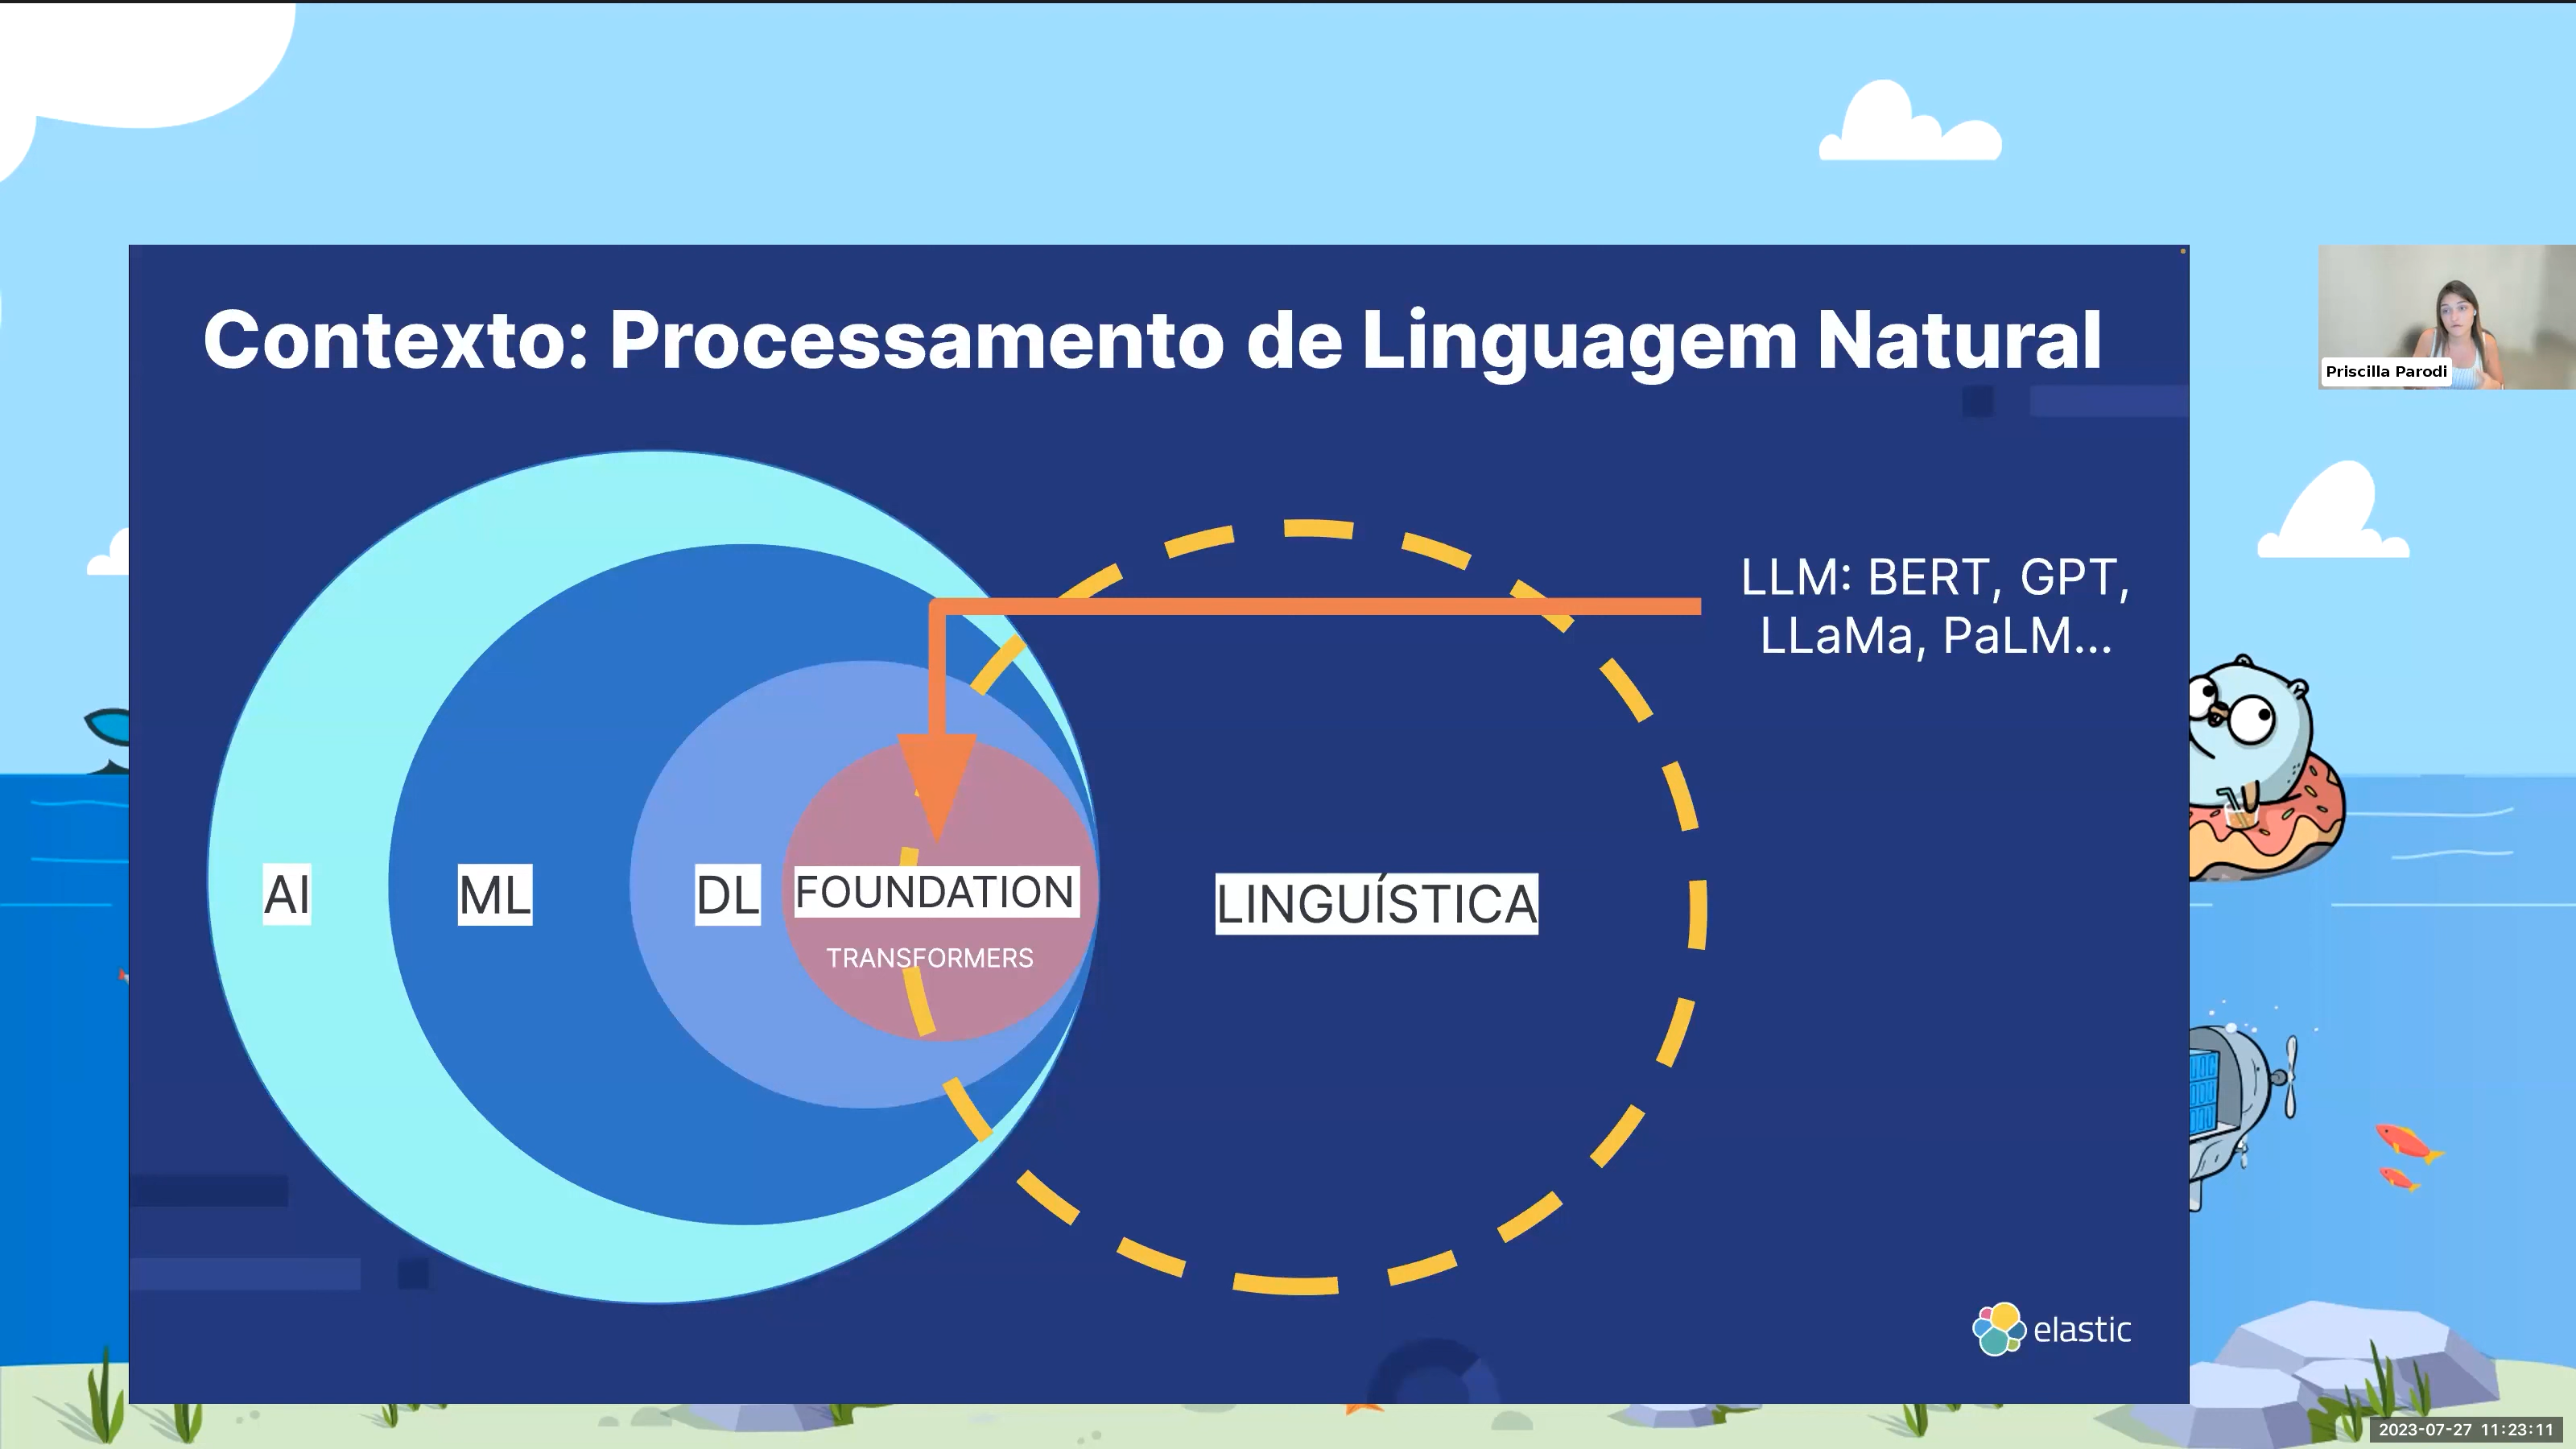 Contexto: Processamento de Linguagem Natural
Priscilla Parodi
LLM: BERT, GPT,
LLaMa, PaLM...
AI
ML
DL
FOUNDATION
TRANSFORMERS
LINGUÍSTICA
elastic
2023-07-27 11:23:11